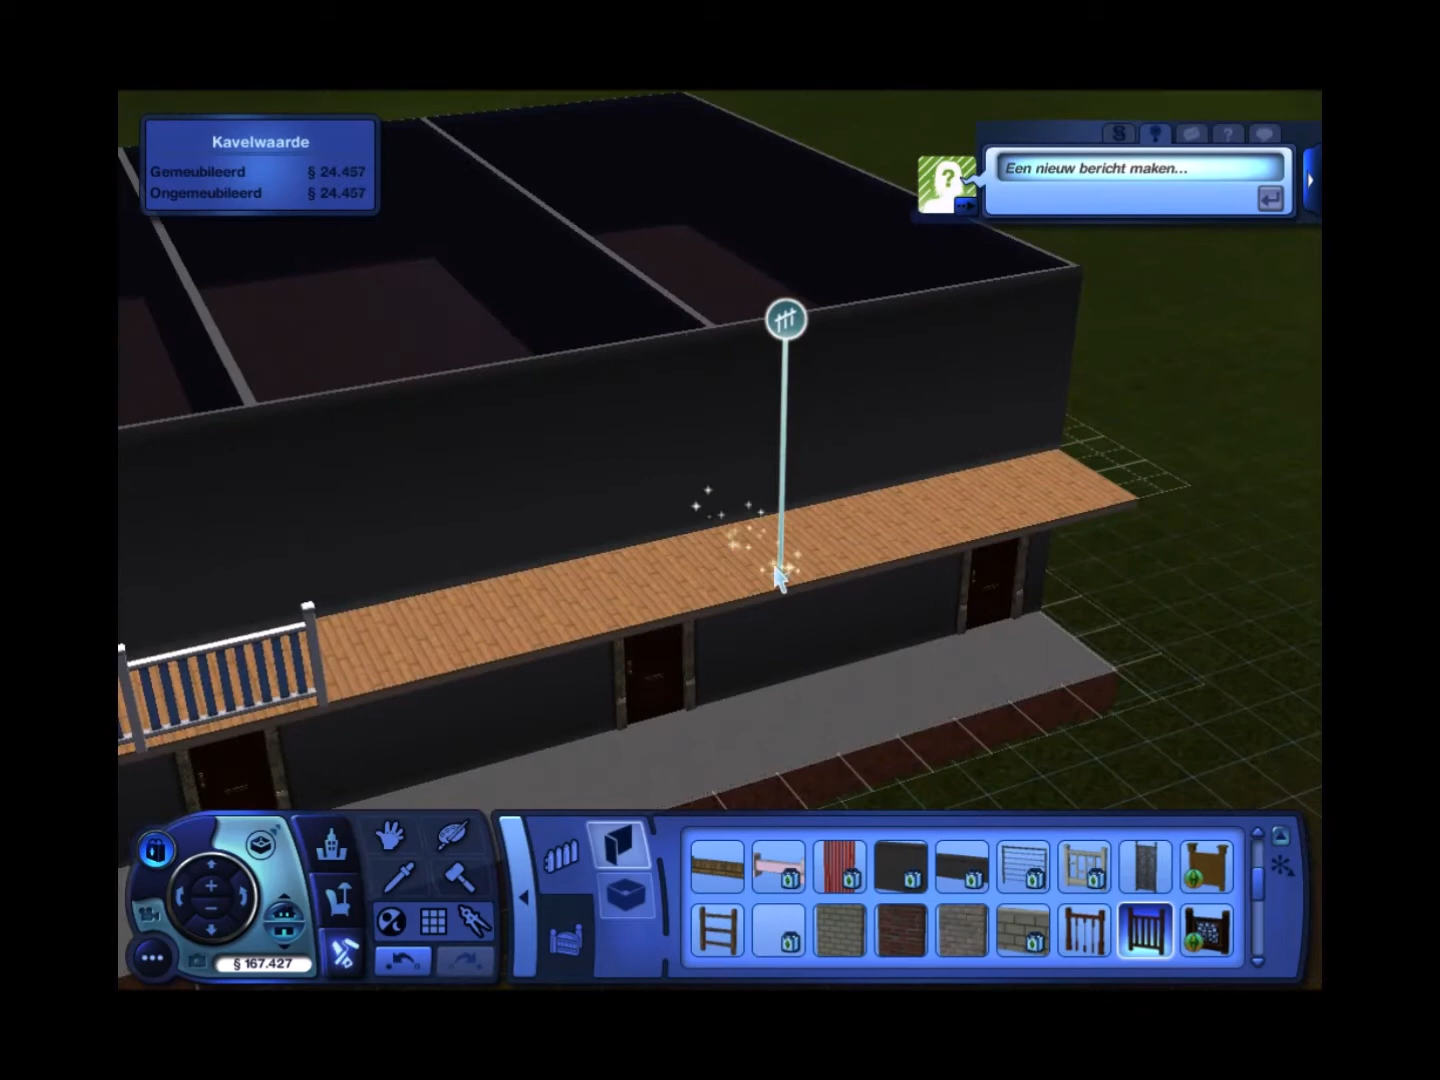 Kavelwaarde
Gemeubileerd § 24.457
Ongemeubileerd § 24.457
Een nieuw bericht maken...
§ 167.427